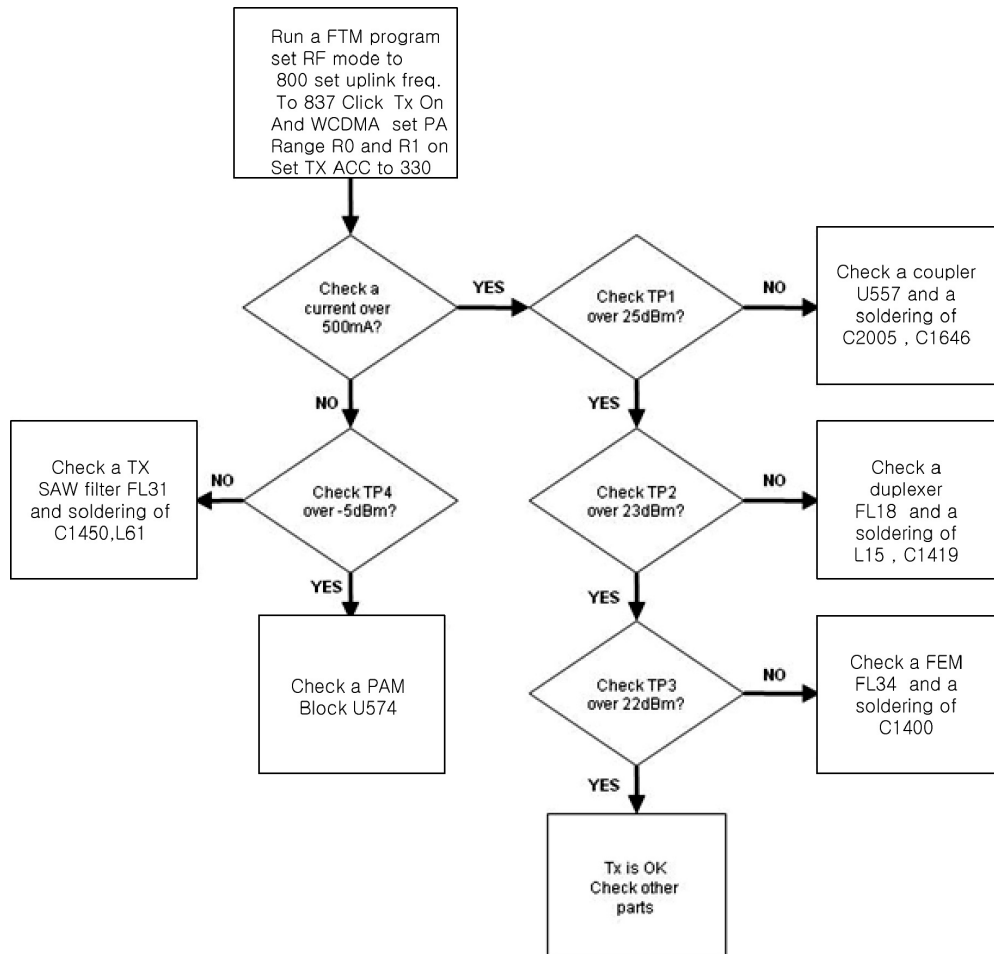 Run a FTM program
set RF mode to
800 set uplink freq.
To 837 Click Tx On
And WCDMA set PA
Range R0 and R1 on
Set TX ACC to 330
Check a
current over
500mA?
YES
Check TP1
over 25dBm?
NO
Check a coupler
U557 and a
soldering of
C2005 , C1646
NO
YES
Check a TX
SAW filter FL31
and soldering of
C1450,L61
NO
Check TP4
over -5dBm?
Check TP2
over 23dBm?
NO
Check a
duplexer
FL18 and a
soldering of
L15 , C1419
YES
YES
Check a PAM
Block U574
Check TP3
over 22dBm?
NO
Check a FEM
FL34 and a
soldering of
C1400
YES
Tx is OK
Check other
parts